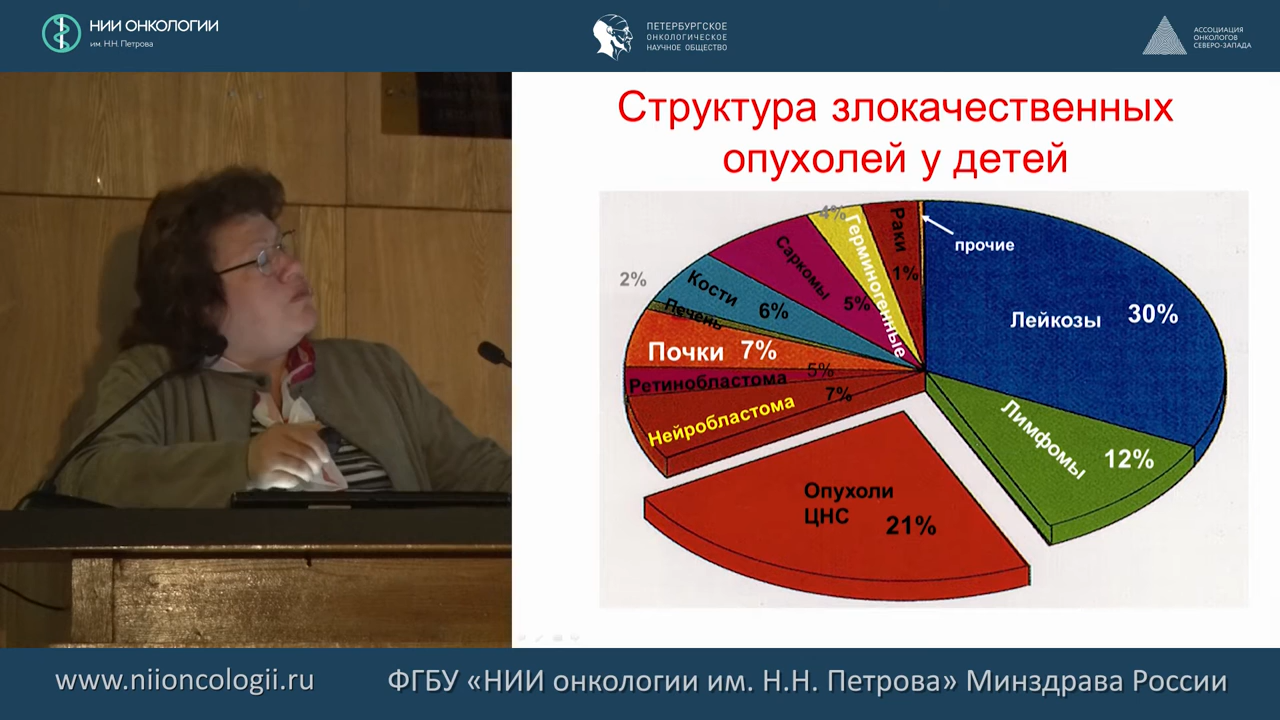 НИИ ОНКОЛОГИИ
им. Н.Н. Петрова
ПЕТЕРБУРГСКОЕ
ОНКОЛОГИЧЕСКОЕ
НАУЧНОЕ ОБЩЕСТВО
АССОЦИАЦИЯ
ОНКОЛОГОВ
СЕВЕРО-ЗАПАДА
Структура злокачественных
опухолей у детей
4%
Герминогенные
Раки
1%
прочие
Саркомы
5%
2%
Кости
6%
Печень
Лейкозы 30%
Почки 7%
Ретинобластома
5%
Нейробластома
7%
Лимфомы
12%
Опухоли
ЦНС
21%
www.niioncologii.ru
ФГБУ «НИИ онкологии им. Н.Н. Петрова» Минздрава России